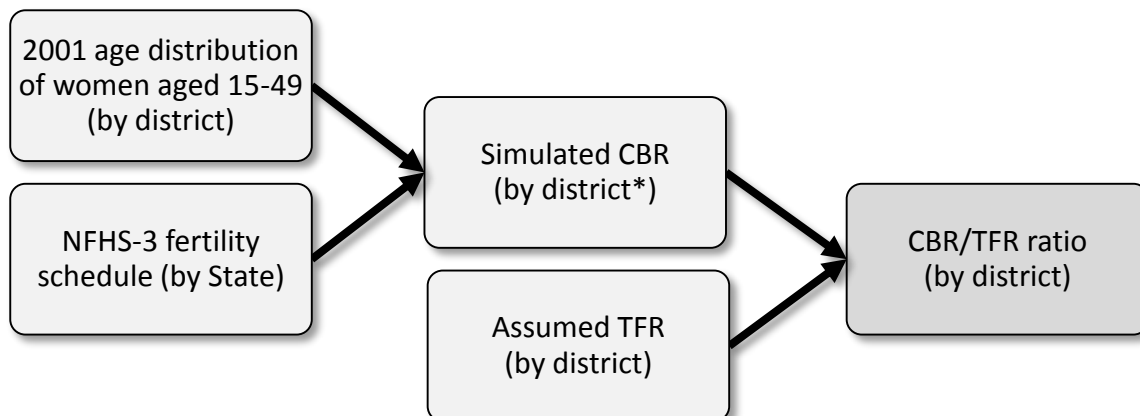 2001 age distribution
of women aged 15-49
(by district)
NFHS-3 fertility
schedule (by State)
Simulated CBR
(by district*)
Assumed TFR
(by district)
CBR/TFR ratio
(by district)